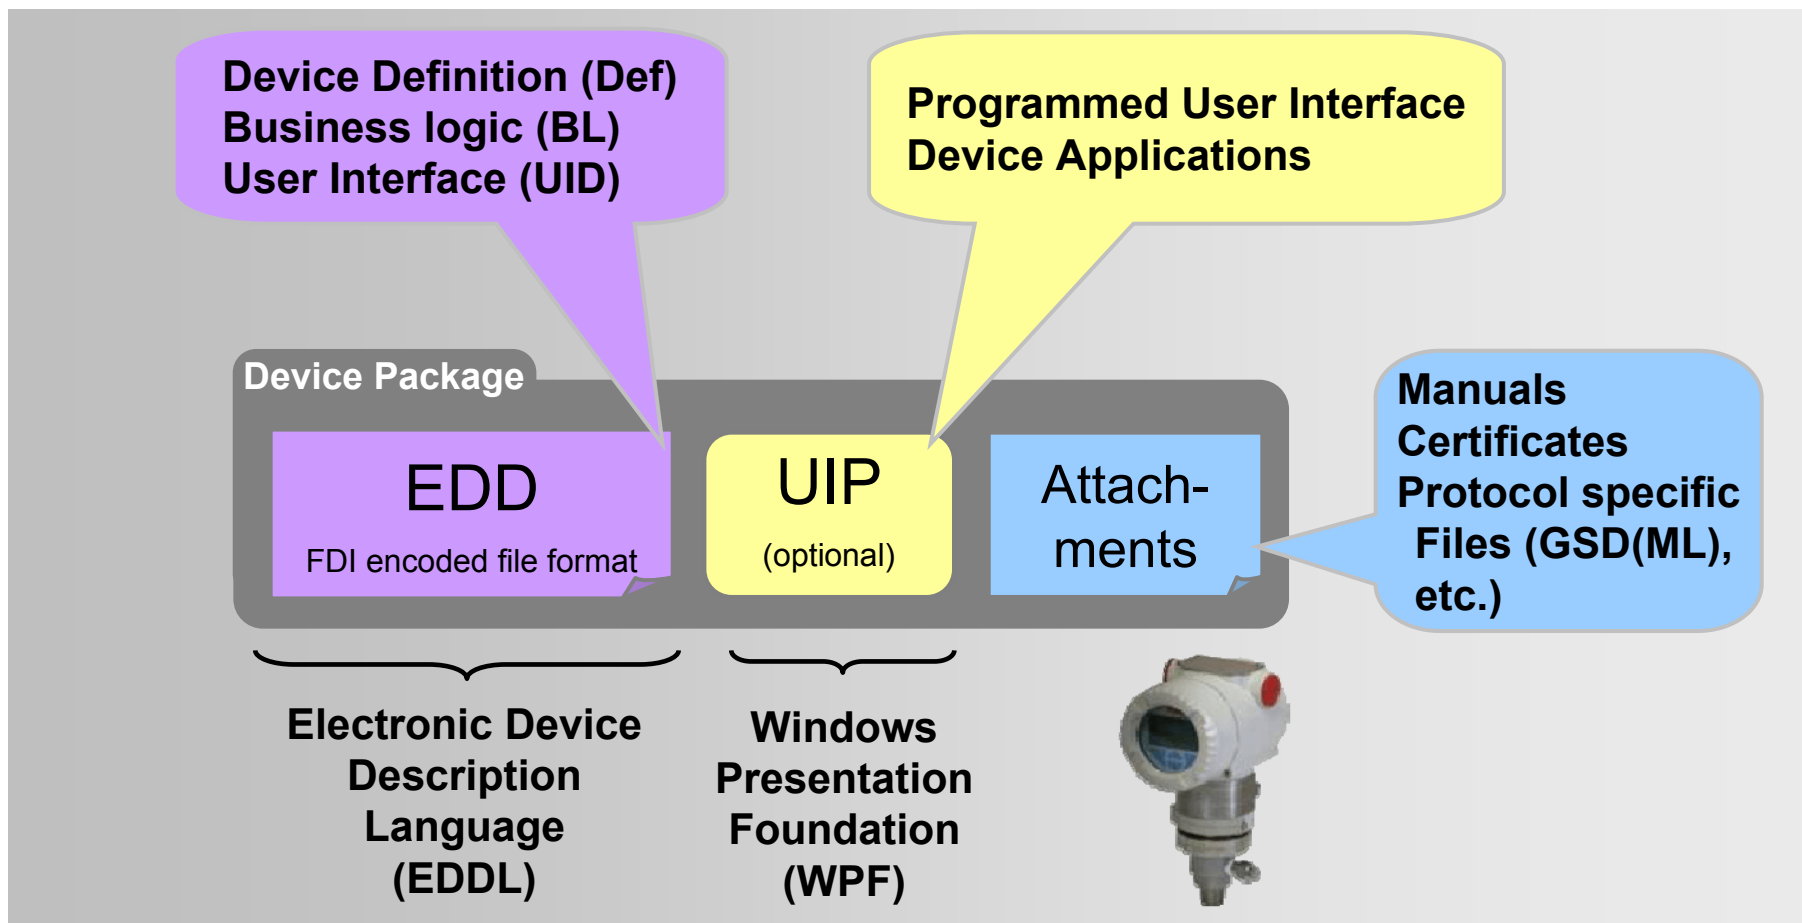 Device Definition (Def)
Business logic (BL)
User Interface (UID)
Programmed User Interface
Device Applications
Device Package
EDD
FDI encoded file format
UIP
(optional)
Attach-
ments
Manuals
Certificates
Protocol specific
Files (GSD(ML),
etc.)
Electronic Device
Description
Language
(EDDL)
Windows
Presentation
Foundation
(WPF)